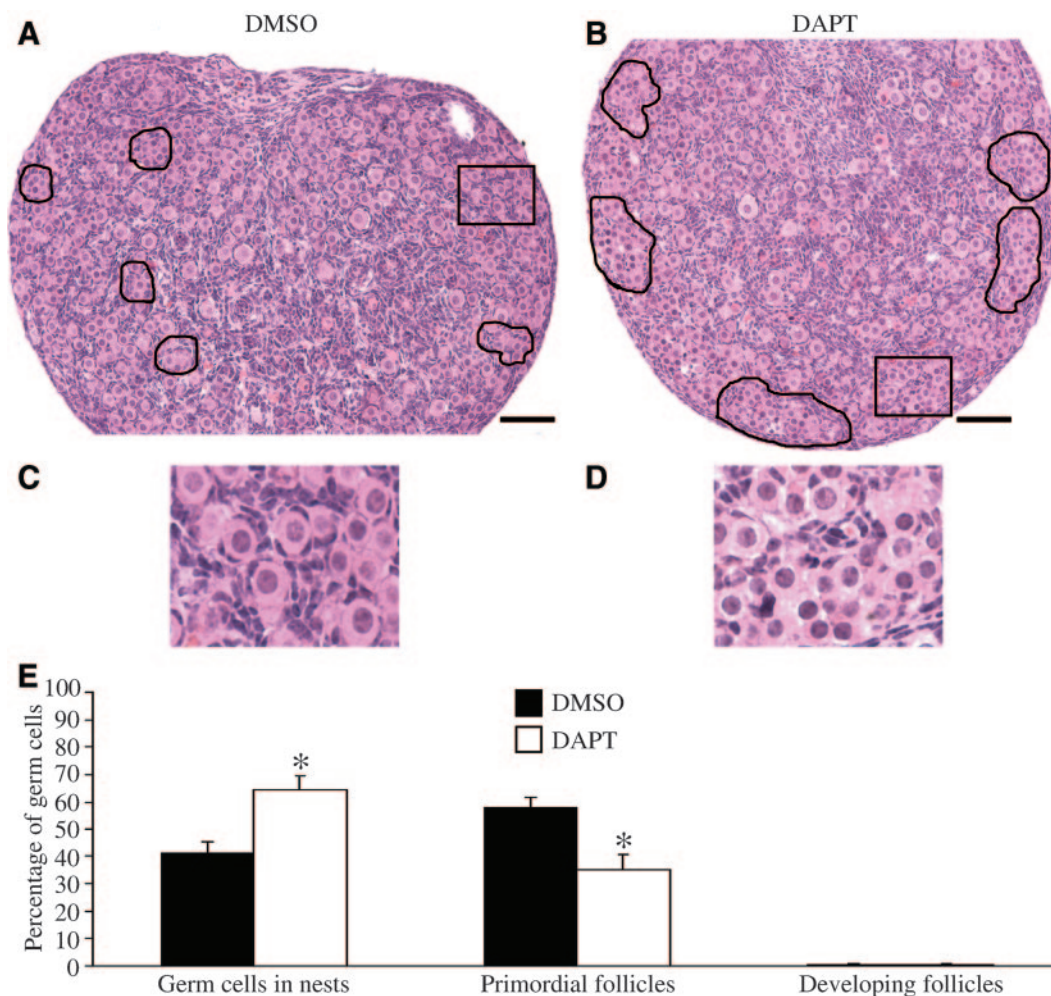 A DMSO
B DAPT
C
D
E
Percentage of germ cells
100
90
80
70
60
50
40
30
20
10
0
DMSO
DAPT
*
*
Germ cells in nests
Primordial follicles
Developing follicles